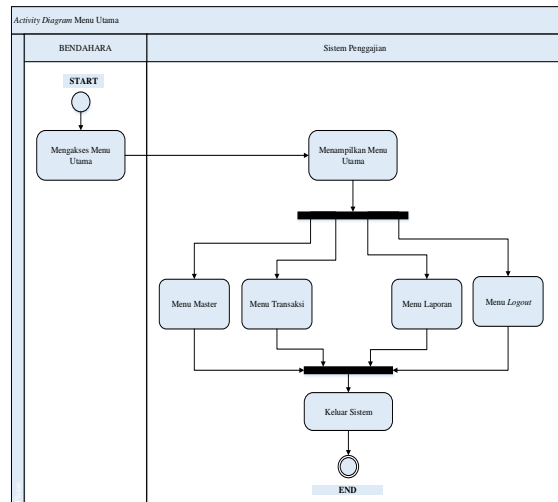 Activity Diagram Menu Utama
BENDAHARA
Sistem Penggajian
START
Mengakses Menu
Utama
Menampilkan Menu
Utama
Menu Master
Menu Transaksi
Menu Laporan
Menu Logout
Keluar Sistem
END